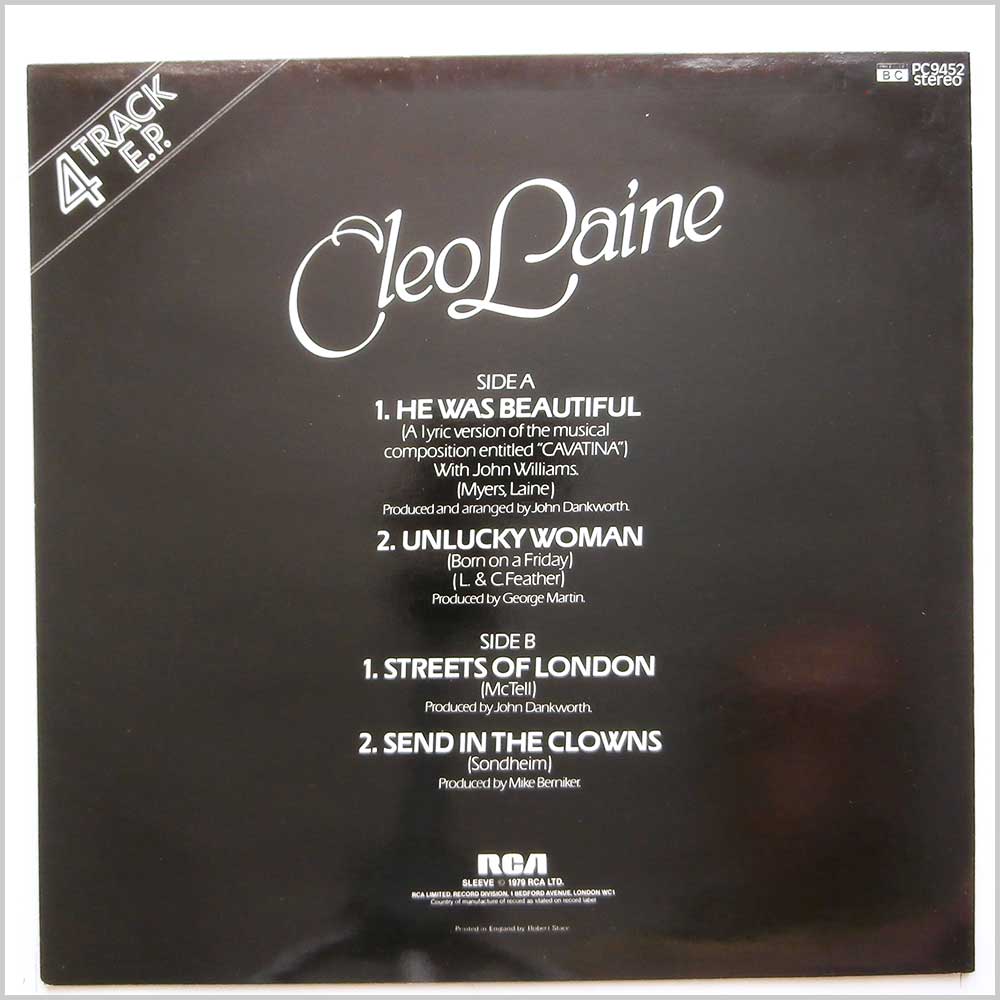 4 TRACK
E.P.
BC
PC9452
stereo
Cleo Laine
SIDE A
1. HE WAS BEAUTIFUL
(A lyric version of the musical
composition entitled "CAVATINA")
With John Williams.
(Myers, Laine)
Produced and arranged by John Dankworth.
2. UNLUCKY WOMAN
(Born on a Friday)
(L. & C Feather)
Produced by George Martin.
SIDE B
1. STREETS OF LONDON
(McTell)
Produced by John Dankworth.
2. SEND IN THE CLOWNS
(Sondheim)
Produced by Mike Berniker.
RCA
SLEEVE © 1979 RCA LTD.
RCA LIMITED, RECORD DIVISION, 1 BEDFORD AVENUE, LONDON WC1
Country of manufacture of record as stated on record label
Printed in England by Robert Stace